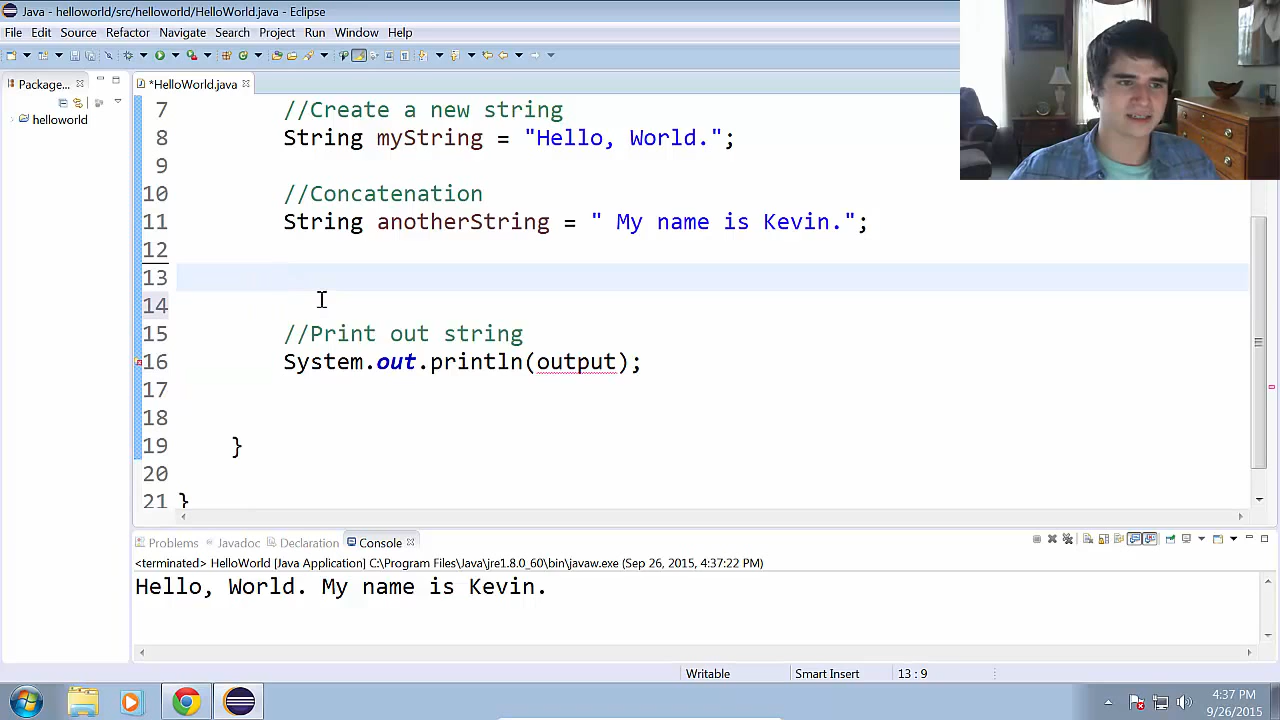 Java - helloworld/src/helloworld/HelloWorld.java - Eclipse
File Edit Source Refactor Navigate Search Project Run Window Help
Package... *HelloWorld.java
helloworld
7 //Create a new string
8 String myString = "Hello, World.";
9
10 //Concatenation
11 String anotherString = " My name is Kevin.";
12
13
14
15 //Print out string
16 System.out.println(output);
17
18
19 }
20
21 }
Problems Javadoc Declaration Console
<terminated> HelloWorld [Java Application] C:\Program Files\Java\jre1.8.0_60\bin\javaw.exe (Sep 26, 2015, 4:37:22 PM)
Hello, World. My name is Kevin.
Writable Smart Insert 13 : 9
4:37 PM
9/26/2015